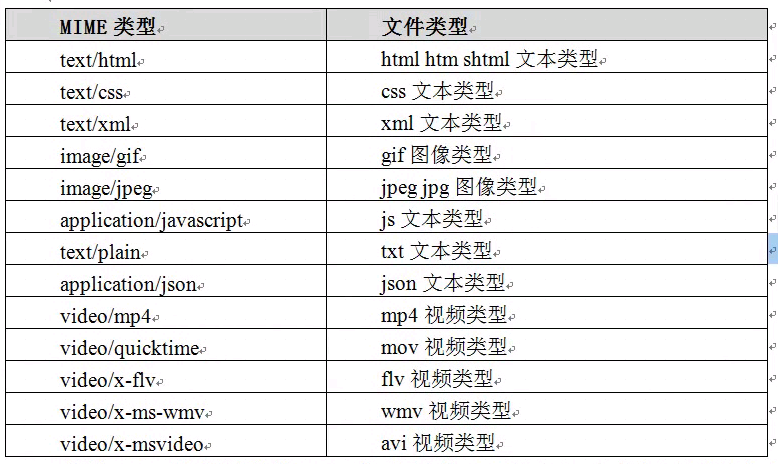 MIME 类型 文件类型
text/html html htm shtml 文本类型
text/css css 文本类型
text/xml xml 文本类型
image/gif gif 图像类型
image/jpeg jpeg jpg 图像类型
application/javascript js 文本类型
text/plain txt 文本类型
application/json json 文本类型
video/mp4 mp4 视频类型
video/quicktime mov 视频类型
video/x-flv flv 视频类型
video/x-ms-wmv wmv 视频类型
video/x-msvideo avi 视频类型